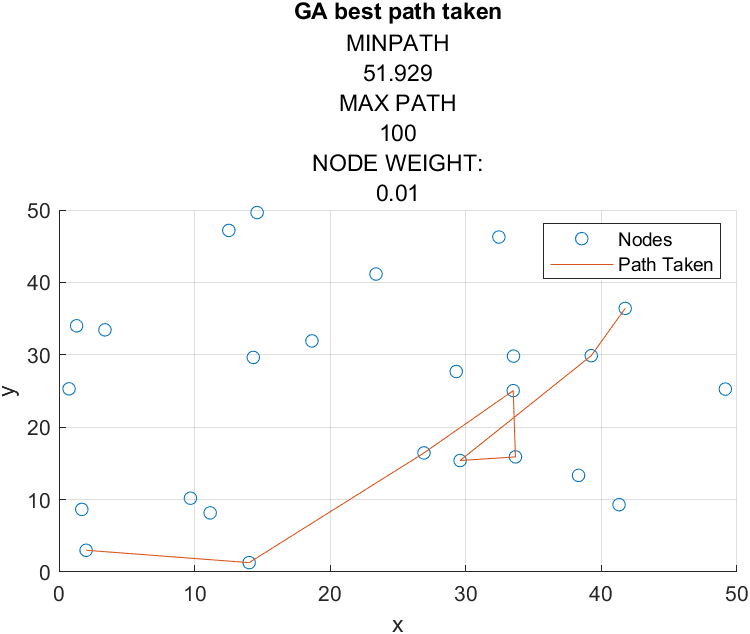 GA best path taken
MINPATH
51.929
MAX PATH
100
NODE WEIGHT:
0.01
50
40
30
20
10
0
y
Nodes
Path Taken
0 10 20 30 40 50
x